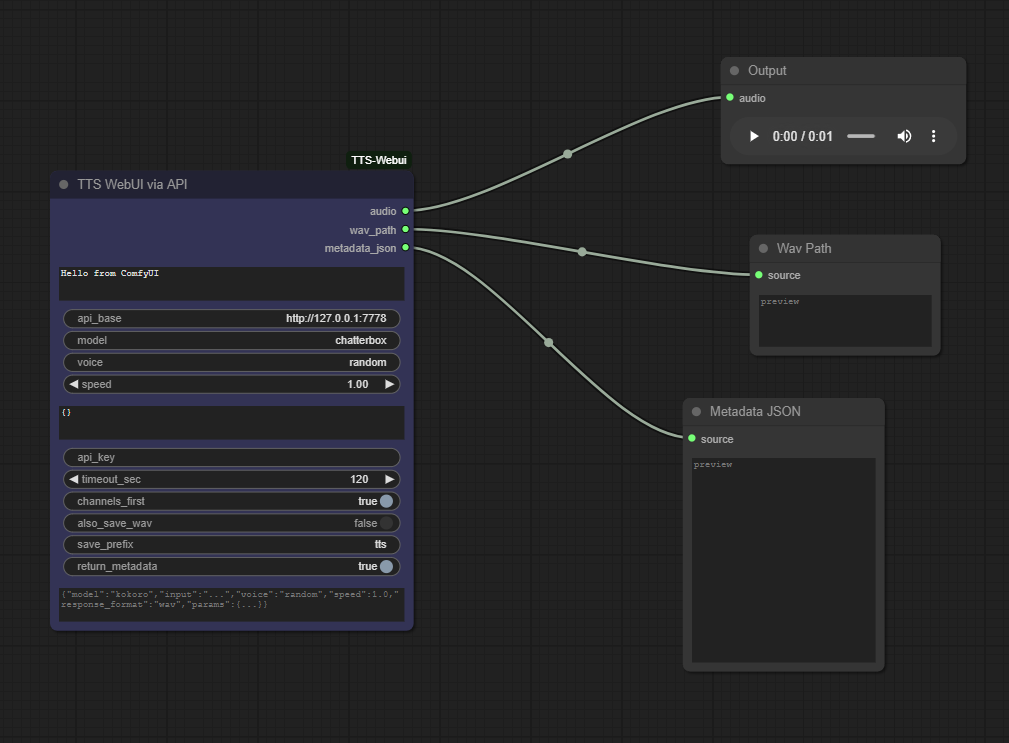 TTS-Webui
TTS WebUI via API
audio
wav_path
metadata_json
Hello from ComfyUI
api_base http://127.0.0.1:7778
model chatterbox
voice random
speed 1.00
{}
api_key
timeout_sec 120
channels_first true
also_save_wav false
save_prefix tts
return_metadata true
{"model":"kokoro","input":"...","voice":"random","speed":1.0,"
response_format":"wav","params":{...}}
Output
audio
0:00 / 0:01
Wav Path
source
preview
Metadata JSON
source
preview